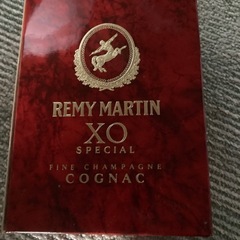 REMY MARTIN
XO
SPECIAL
FINE CHAMPAGNE
COGNAC